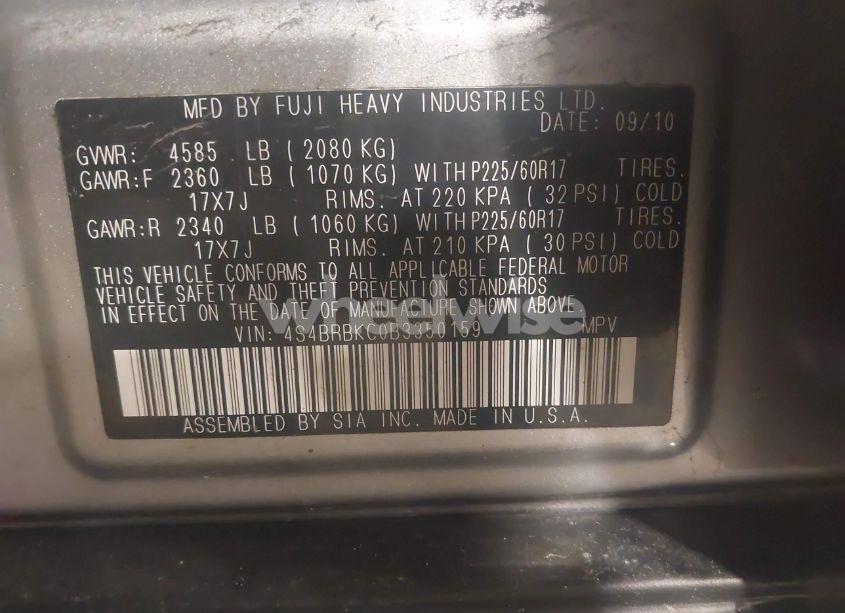 MFD BY FUJI HEAVY INDUSTRIES LTD.
DATE: 09/10
GVWR: 4585 LB ( 2080 KG)
GAWR:F 2360 LB ( 1070 KG) WITH P225/60R17 TIRES.
17X7J RIMS. AT 220 KPA ( 32 PSI) COLD
GAWR:R 2340 LB ( 1060 KG) WITH P225/60R17 TIRES.
17X7J RIMS. AT 210 KPA ( 30 PSI) COLD
THIS VEHICLE CONFORMS TO ALL APPLICABLE FEDERAL MOTOR
VEHICLE SAFETY AND THEFT PREVENTION STANDARDS
IN EFFECT ON THE DATE OF MANUFACTURE SHOWN ABOVE.
wheelwise
VIN: MPV
ASSEMBLED BY SIA INC. MADE IN U.S.A.